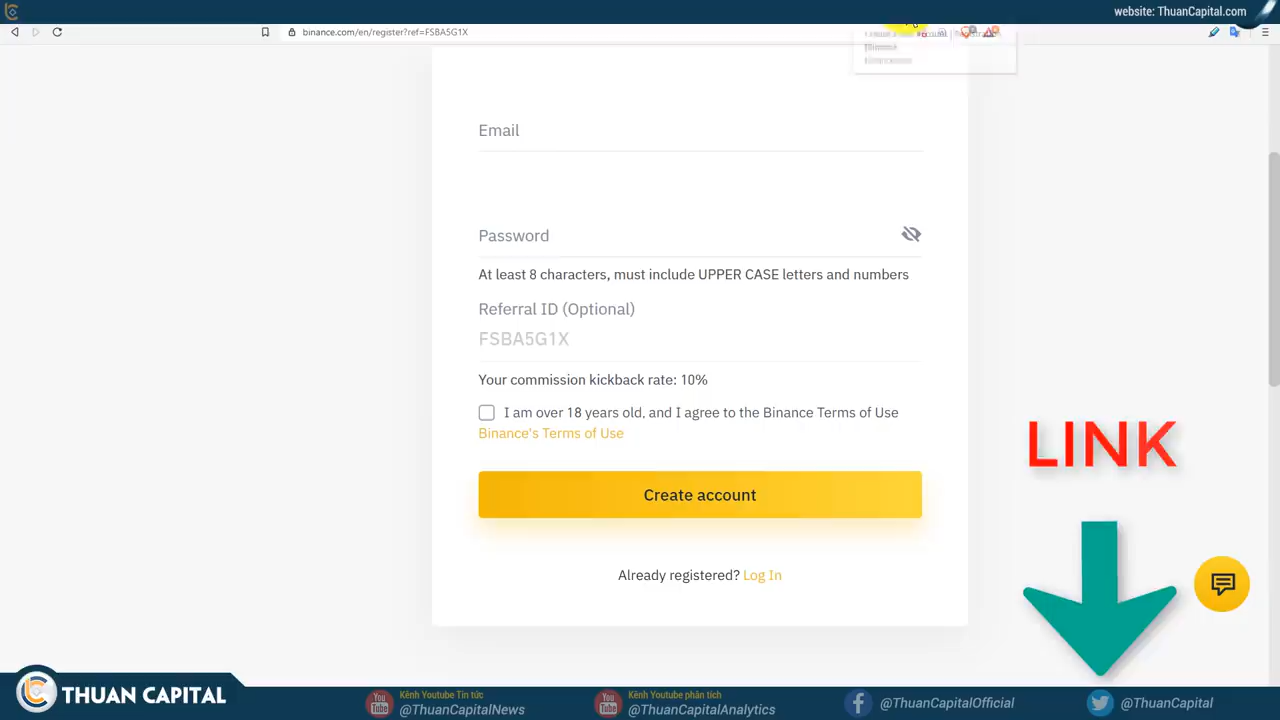 website: ThuanCapital.com
binance.com/en/register?ref=FSBA5G1X
Email
Password
At least 8 characters, must include UPPER CASE letters and numbers
Referral ID (Optional)
FSBA5G1X
Your commission kickback rate: 10%
I am over 18 years old, and I agree to the Binance Terms of Use
Binance's Terms of Use
Create account
Already registered? Log In
LINK
THUAN CAPITAL
You
Kênh Youtube Tin tức
@ThuanCapitalNews
You
Kênh Youtube phân tích
@ThuanCapitalAnalytics
@ThuanCapitalOfficial
@ThuanCapital